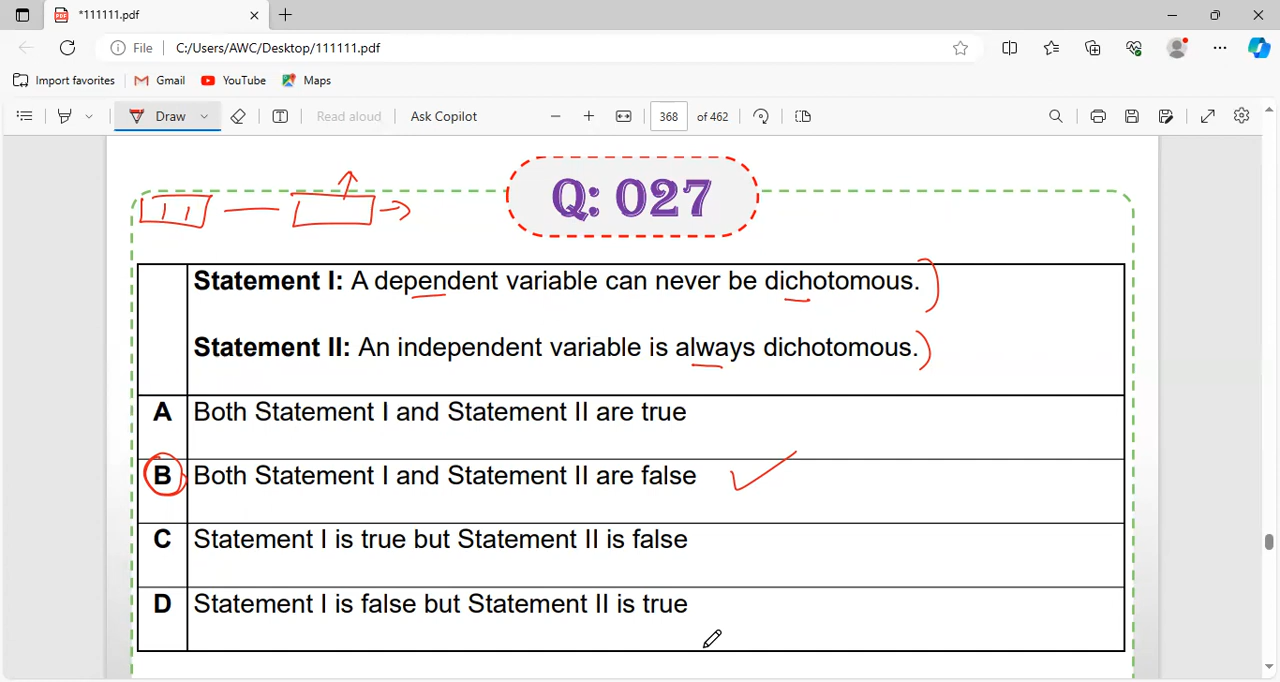 *111111.pdf
File C:/Users/AWC/Desktop/111111.pdf
Import favorites Gmail YouTube Maps
Draw Read aloud Ask Copilot 368 of 462
Q: 027
Statement I: A dependent variable can never be dichotomous.
Statement II: An independent variable is always dichotomous.
A Both Statement I and Statement II are true
B Both Statement I and Statement II are false
C Statement I is true but Statement II is false
D Statement I is false but Statement II is true